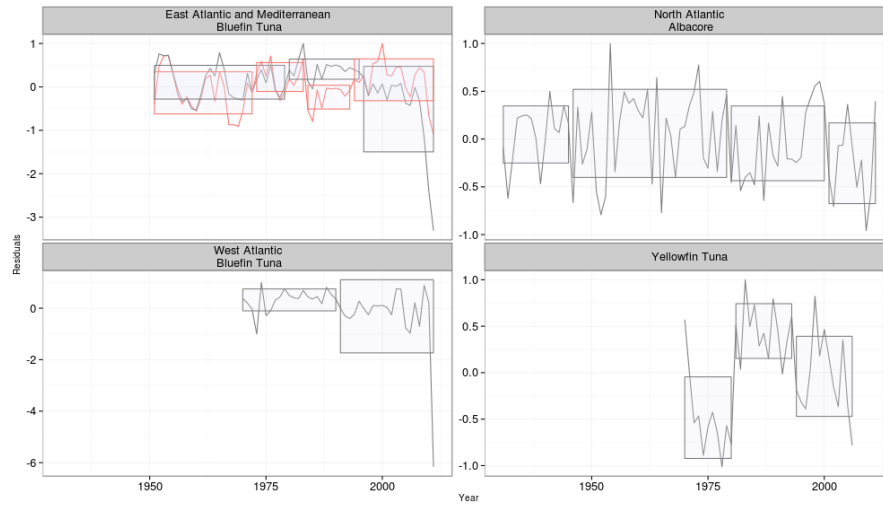 East Atlantic and Mediterranean
Bluefin Tuna
North Atlantic
Albacore
1
0
-1
-2
-3
1.0
0.5
0.0
-0.5
-1.0
West Atlantic
Bluefin Tuna
Yellowfin Tuna
0
-2
-4
-6
1.0
0.5
0.0
-0.5
-1.0
1950
1975
2000
1950
1975
2000
Residuals
Year